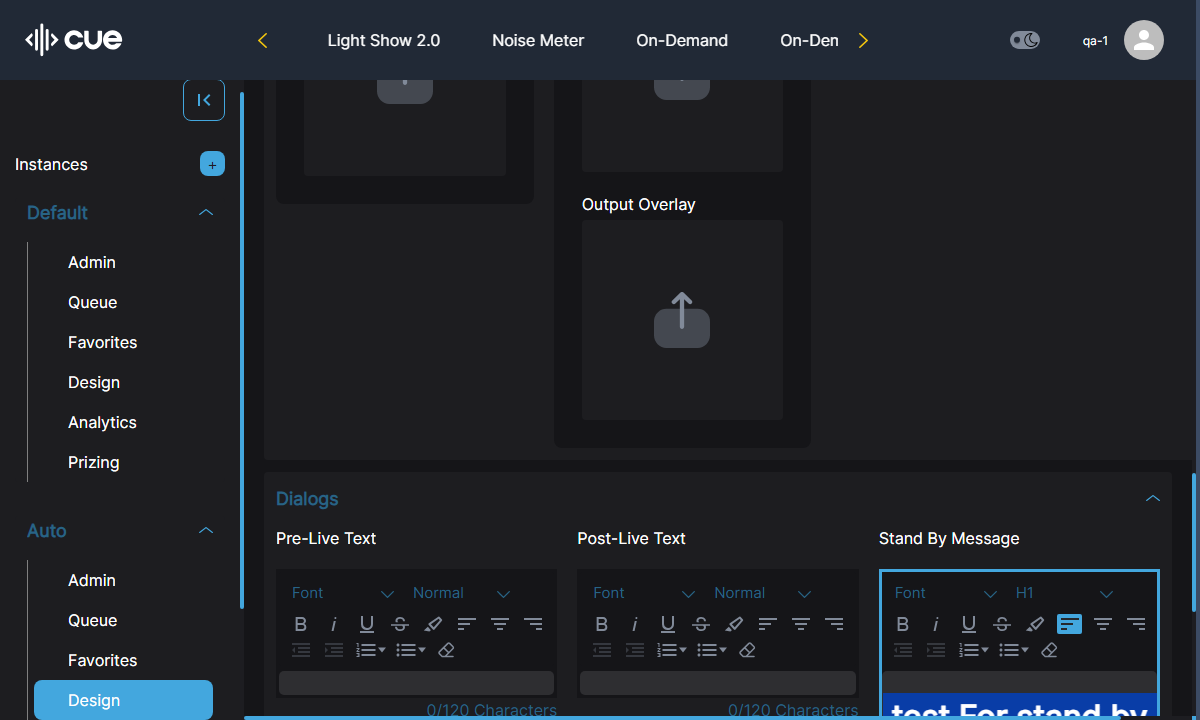 cue
Light Show 2.0
Noise Meter
On-Demand
On-Den
qa-1
Instances
+
Default
Admin
Queue
Favorites
Design
Analytics
Prizing
Auto
Admin
Queue
Favorites
Design
Output Overlay
Dialogs
Pre-Live Text
Post-Live Text
Stand By Message
Font Normal
Font Normal
Font H1
0/120 Characters
0/120 Characters
test For stand by